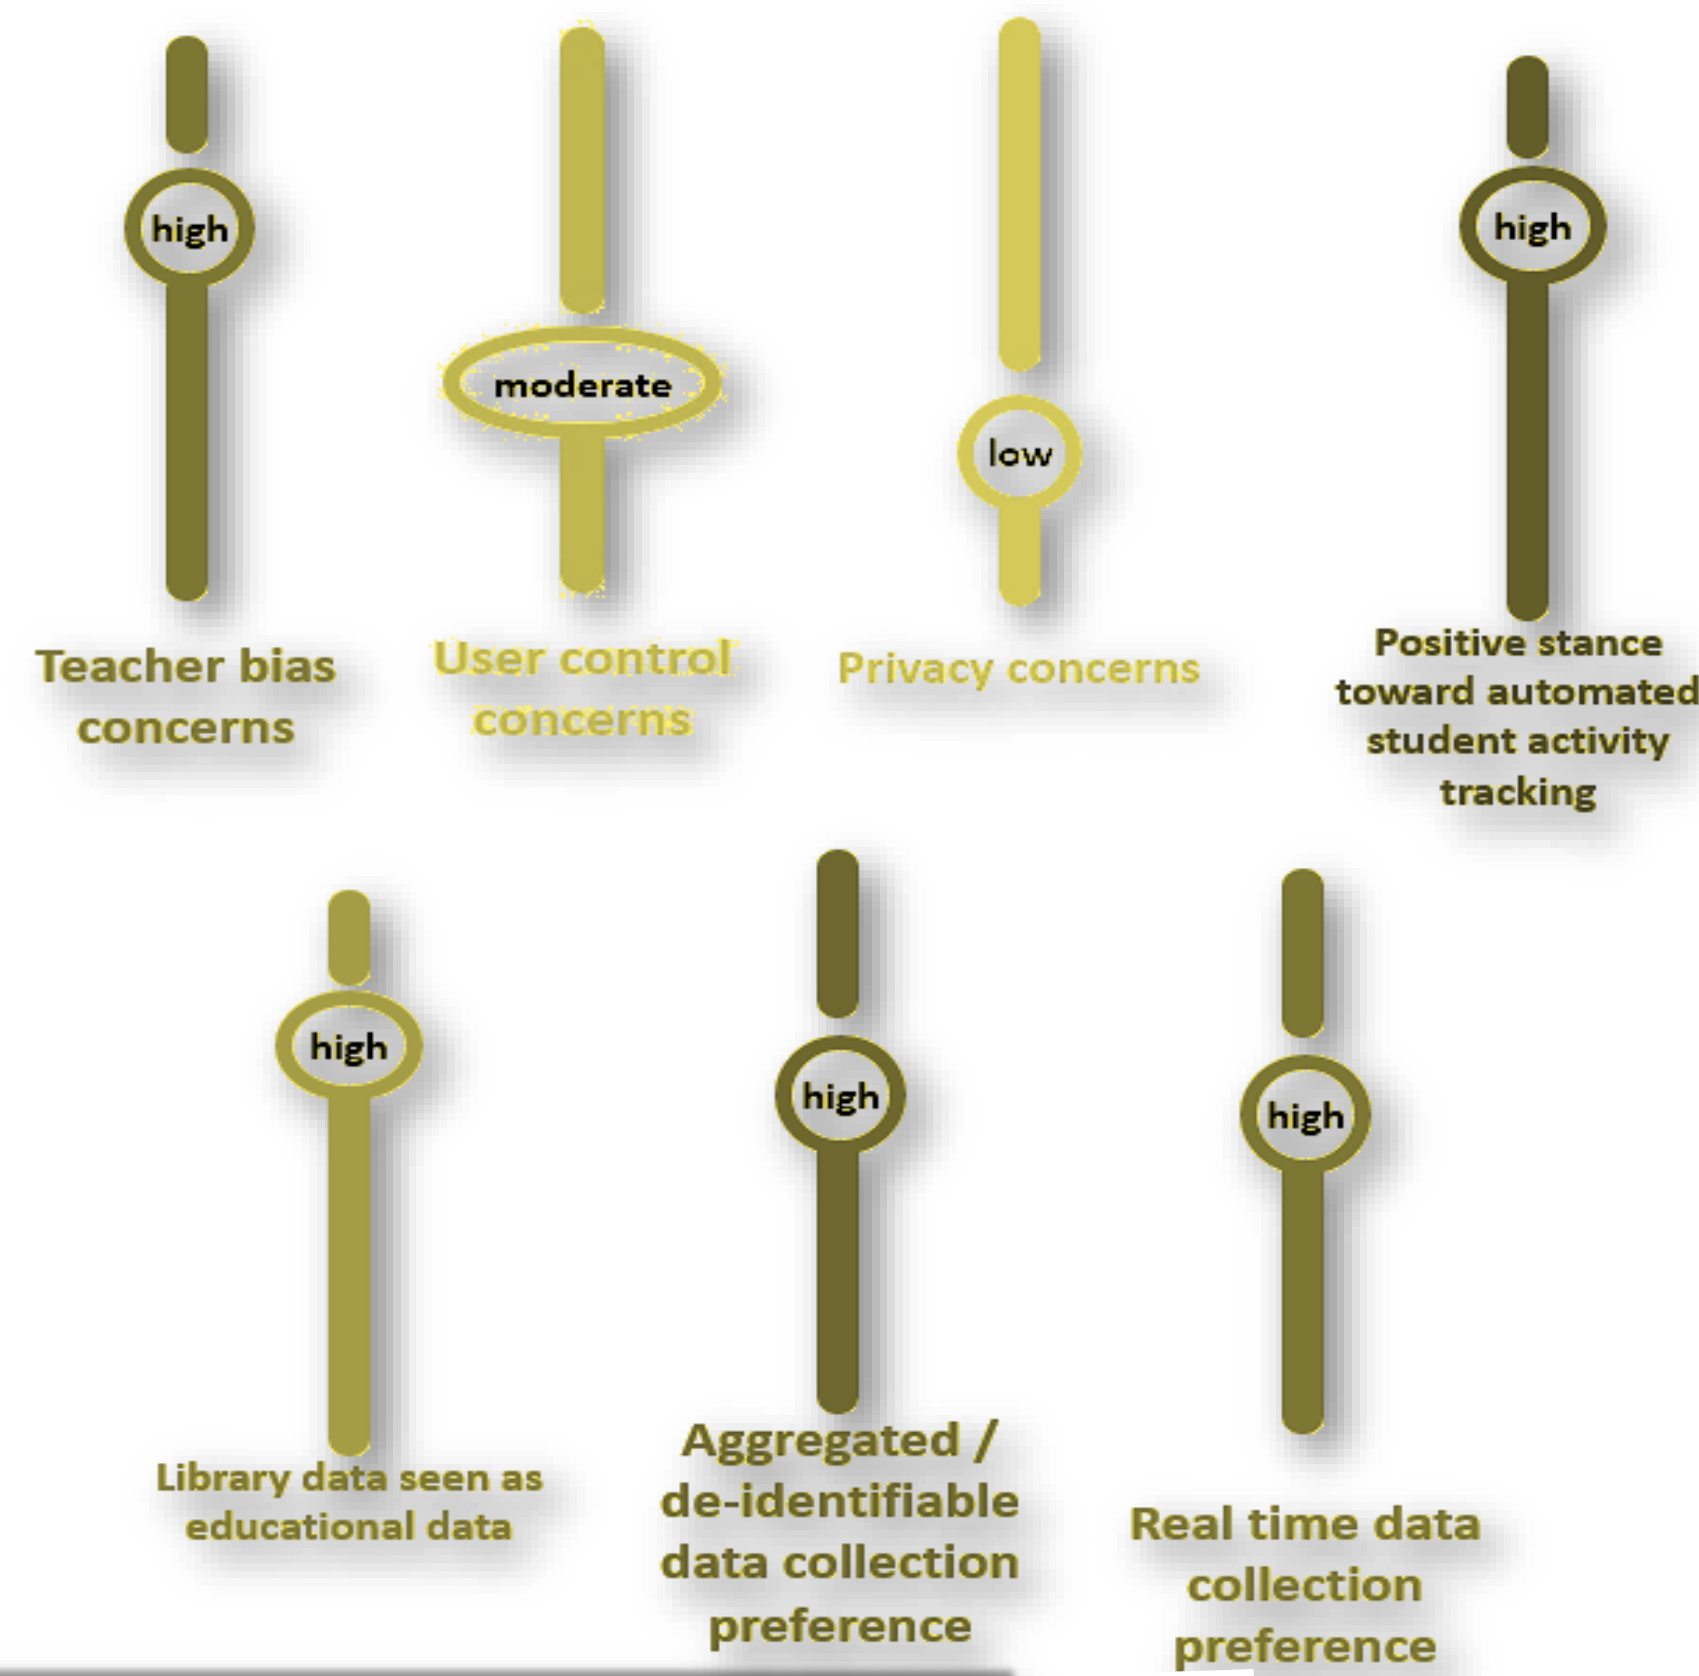 high
Teacher bias
concerns
moderate
User control
concerns
low
Privacy concerns
high
Positive stance
toward automated
student activity
tracking
high
Library data seen as
educational data
high
Aggregated /
de-identifiable
data collection
preference
high
Real time data
collection
preference